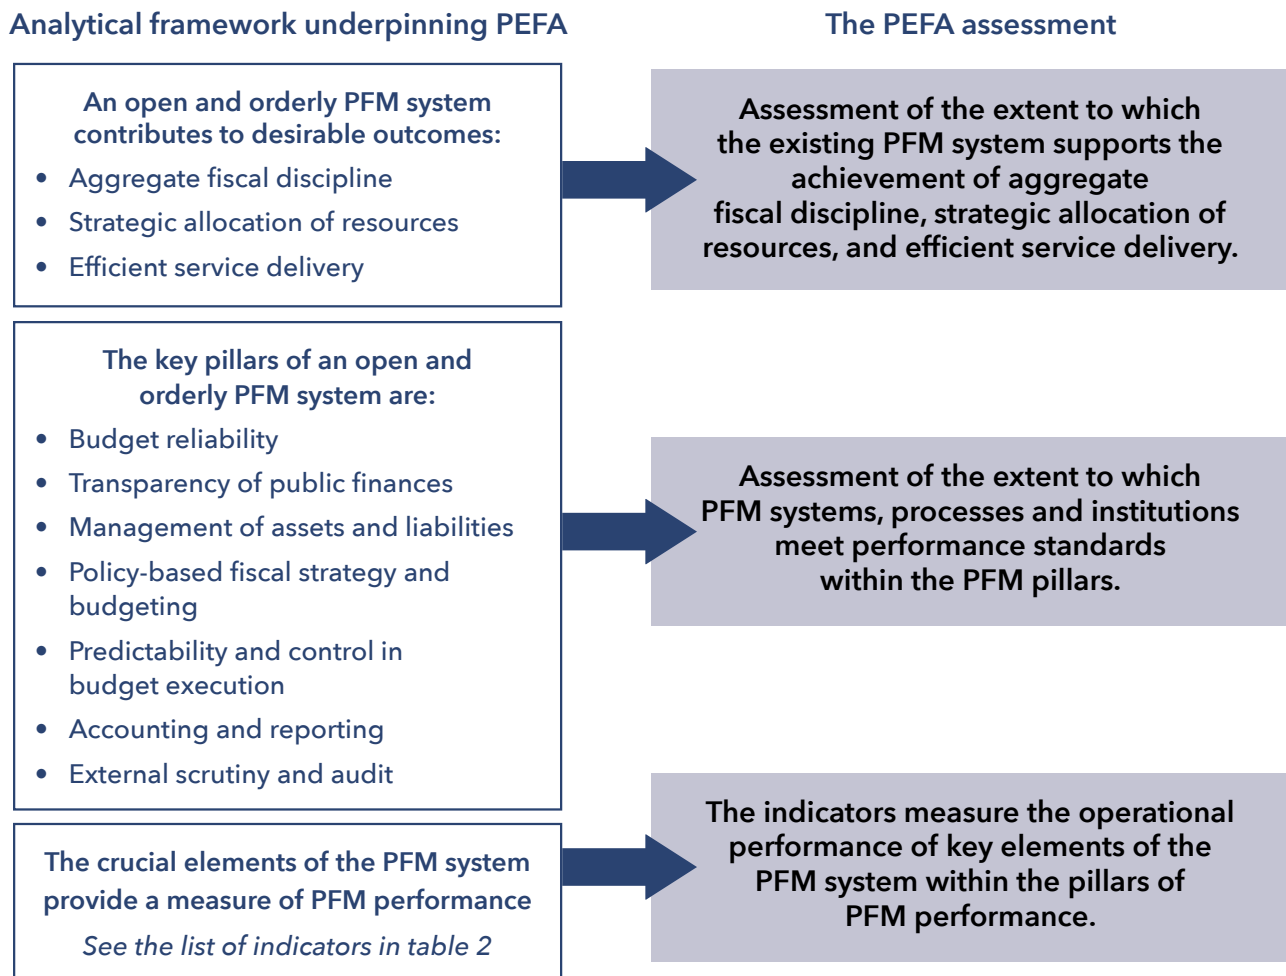 Analytical framework underpinning PEFA
The PEFA assessment
An open and orderly PFM system
contributes to desirable outcomes:
• Aggregate fiscal discipline
• Strategic allocation of resources
• Efficient service delivery
Assessment of the extent to which
the existing PFM system supports the
achievement of aggregate
fiscal discipline, strategic allocation of
resources, and efficient service delivery.
The key pillars of an open and
orderly PFM system are:
• Budget reliability
• Transparency of public finances
• Management of assets and liabilities
• Policy-based fiscal strategy and
budgeting
• Predictability and control in
budget execution
• Accounting and reporting
• External scrutiny and audit
Assessment of the extent to which
PFM systems, processes and institutions
meet performance standards
within the PFM pillars.
The crucial elements of the PFM system
provide a measure of PFM performance
See the list of indicators in table 2
The indicators measure the operational
performance of key elements of the
PFM system within the pillars of
PFM performance.